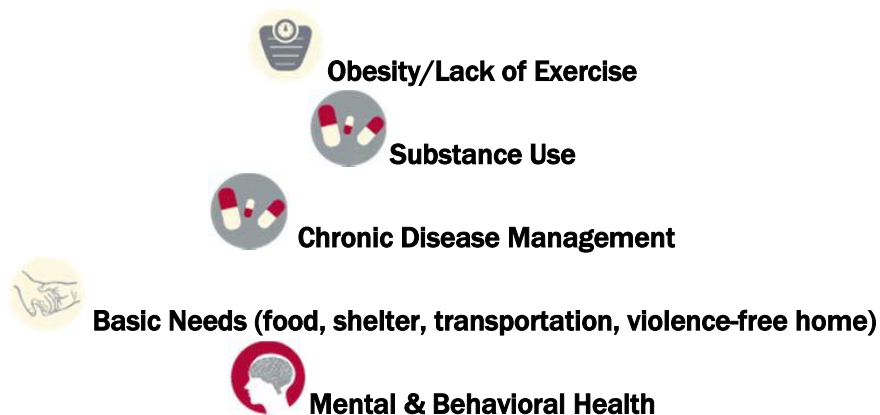 Obesity/Lack of Exercise
Substance Use
Chronic Disease Management
Basic Needs (food, shelter, transportation, violence-free home)
Mental & Behavioral Health